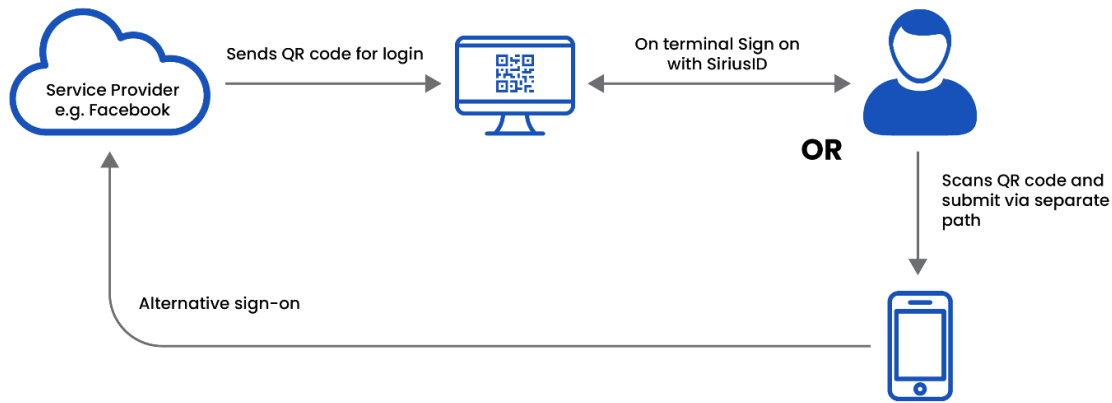 Sends QR code for login
On terminal Sign on
with SiriusID
Service Provider
e.g. Facebook
OR
Scans QR code and
submit via separate
path
Alternative sign-on